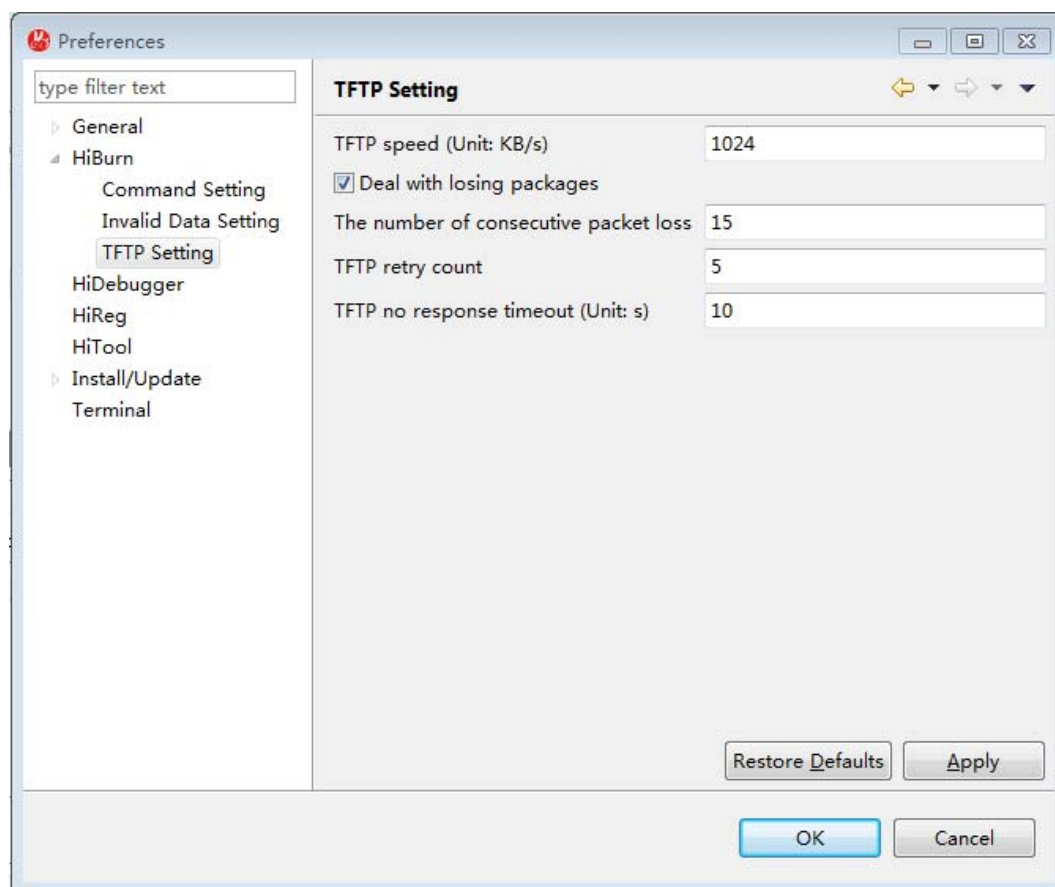 Preferences
type filter text
General
HiBurn
Command Setting
Invalid Data Setting
TFTP Setting
HiDebugger
HiReg
HiTool
Install/Update
Terminal
TFTP Setting
TFTP speed (Unit: KB/s) 1024
Deal with losing packages
The number of consecutive packet loss 15
TFTP retry count 5
TFTP no response timeout (Unit: s) 10
Restore Defaults Apply
OK Cancel